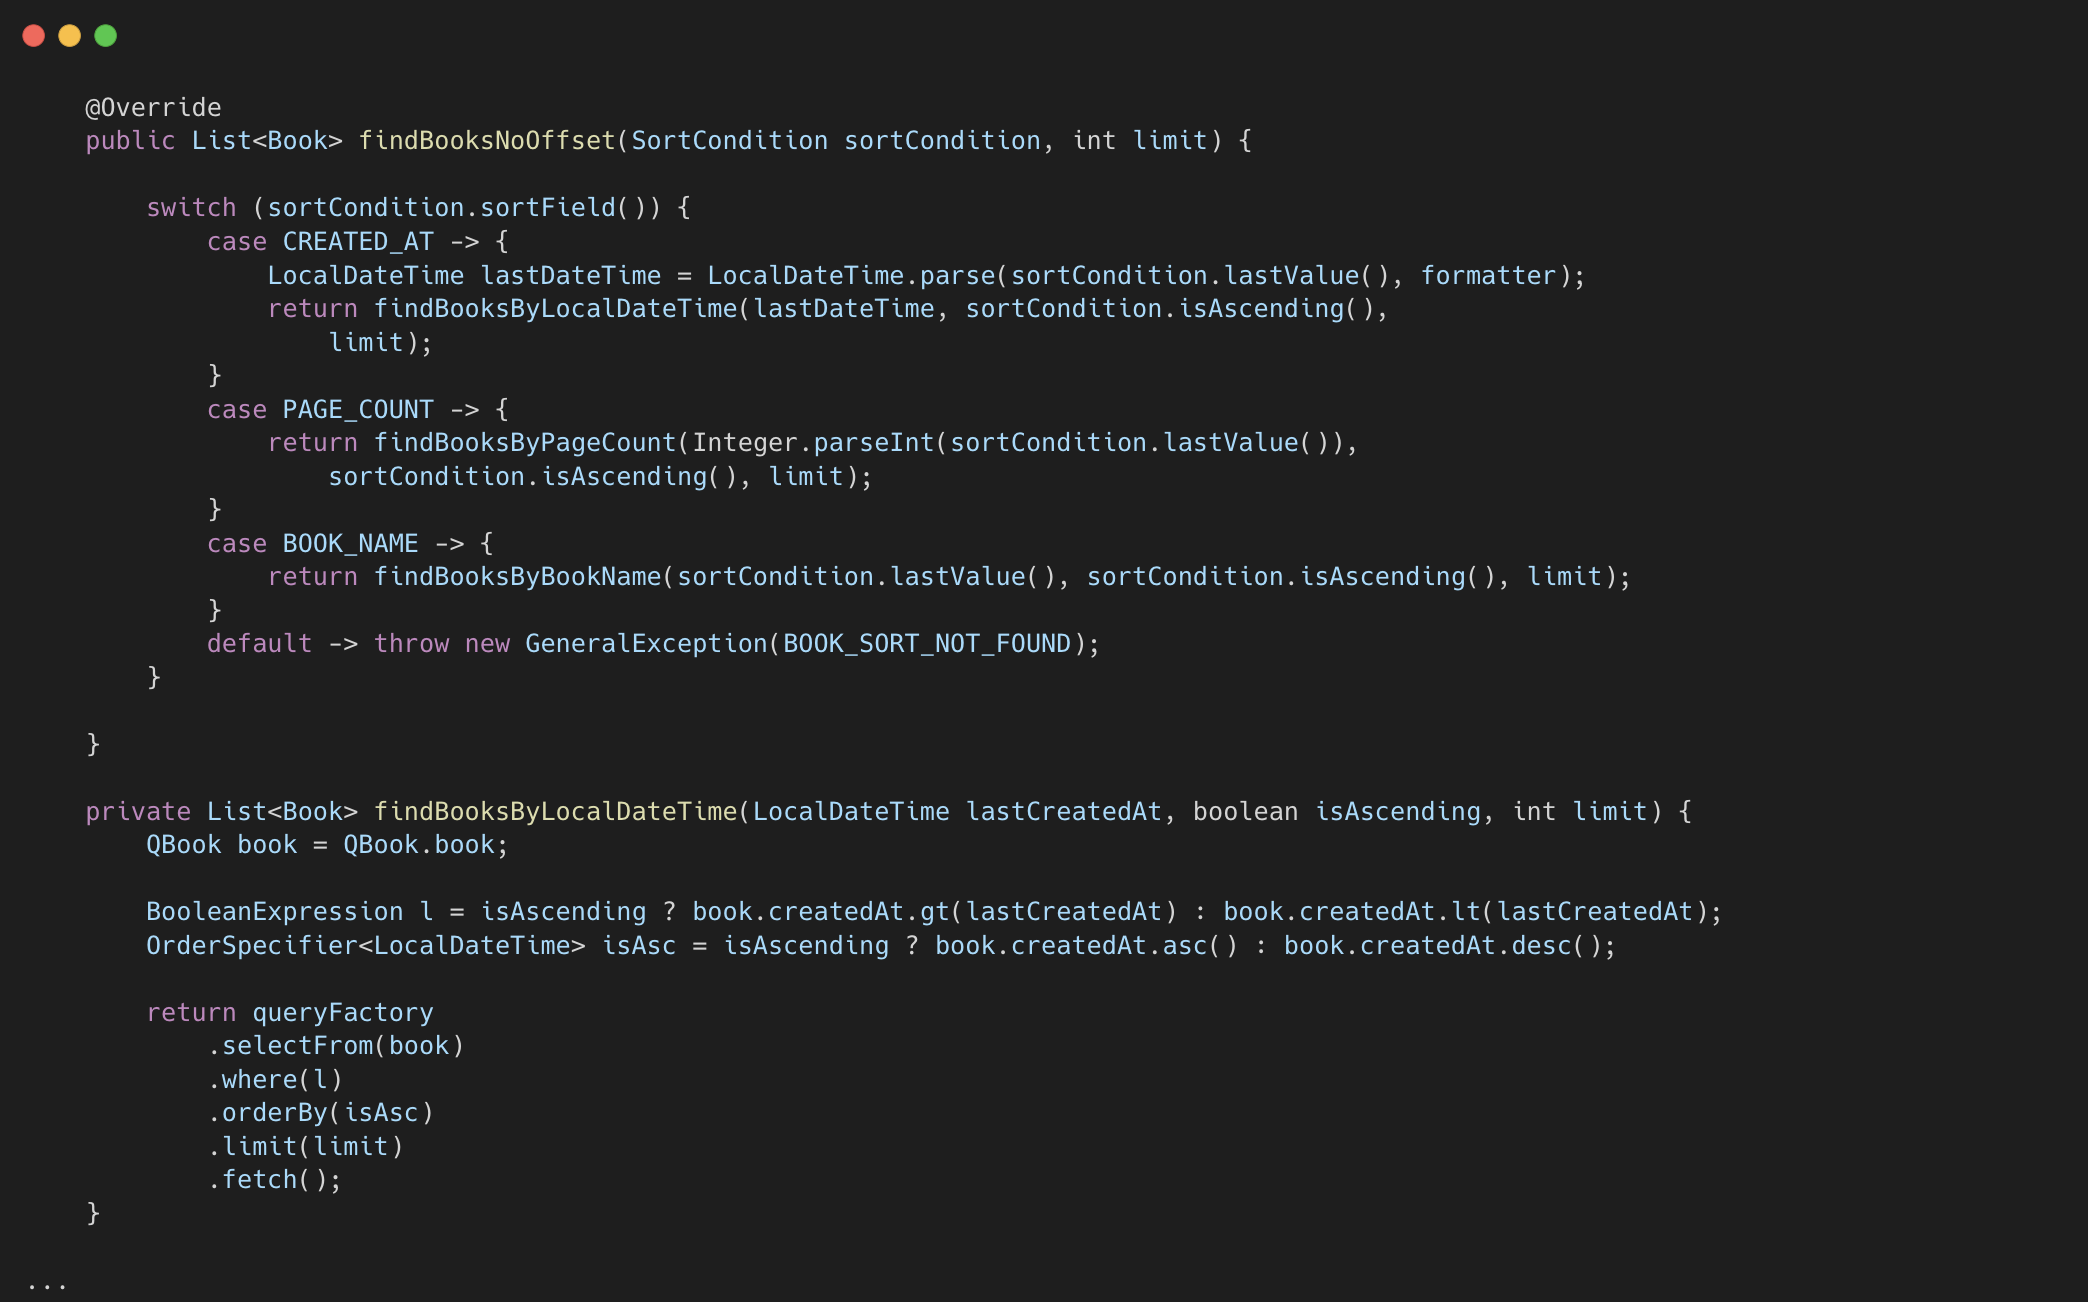 @Override
public List<Book> findBooksNoOffset(SortCondition sortCondition, int limit) {
switch (sortCondition.sortField()) {
case CREATED_AT -> {
LocalDateTime lastDateTime = LocalDateTime.parse(sortCondition.lastValue(), formatter);
return findBooksByLocalDateTime(lastDateTime, sortCondition.isAscending(),
limit);
}
case PAGE_COUNT -> {
return findBooksByPageCount(Integer.parseInt(sortCondition.lastValue()),
sortCondition.isAscending(), limit);
}
case BOOK_NAME -> {
return findBooksByBookName(sortCondition.lastValue(), sortCondition.isAscending(), limit);
}
default -> throw new GeneralException(BOOK_SORT_NOT_FOUND);
}
}
private List<Book> findBooksByLocalDateTime(LocalDateTime lastCreatedAt, boolean isAscending, int limit) {
QBook book = QBook.book;
BooleanExpression l = isAscending ? book.createdAt.gt(lastCreatedAt) : book.createdAt.lt(lastCreatedAt);
OrderSpecifier<LocalDateTime> isAsc = isAscending ? book.createdAt.asc() : book.createdAt.desc();
return queryFactory
.selectFrom(book)
.where(l)
.orderBy(isAsc)
.limit(limit)
.fetch();
}
...